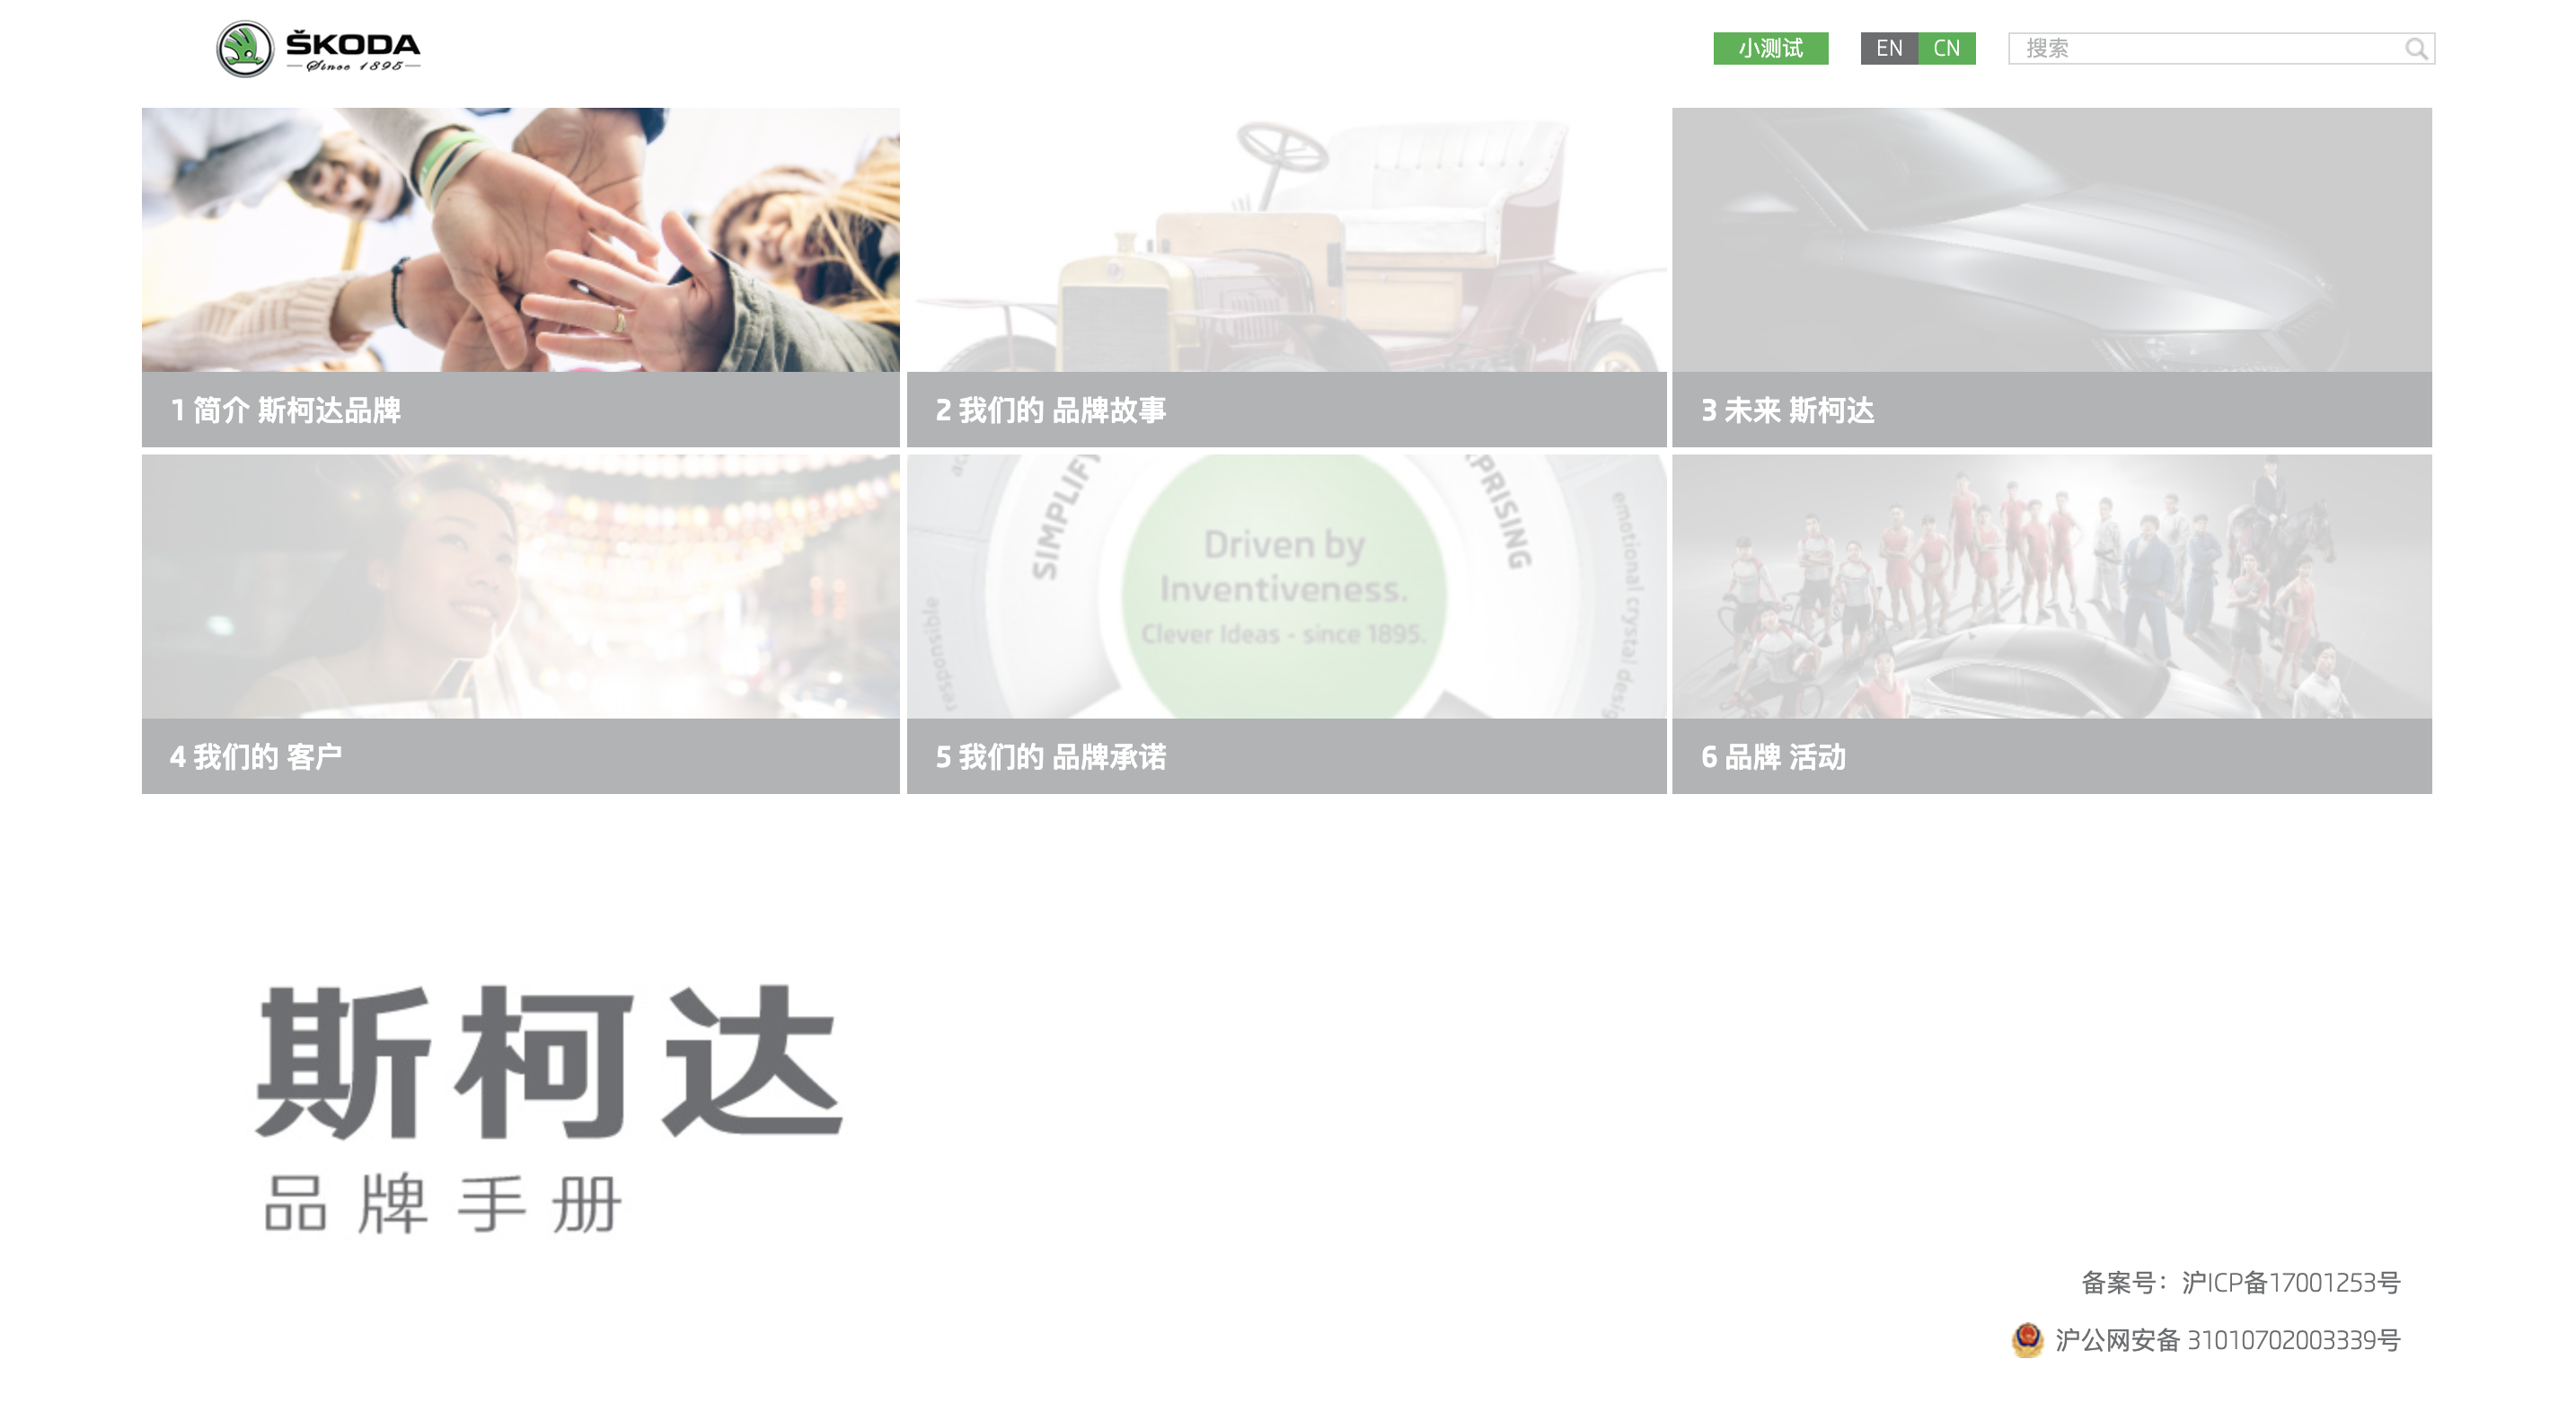 ŠKODA
Since 1895
小测试
EN CN
搜索
1 简介 斯柯达品牌
2 我们的 品牌故事
3 未来 斯柯达
SIMPLIFY
Driven by
Inventiveness.
Clever Ideas - since 1895.
responsible
emotional crystal
4 我们的 客户
5 我们的 品牌承诺
6 品牌 活动
斯柯达
品牌手册
备案号：沪ICP备17001253号
沪公网安备 31010702003339号